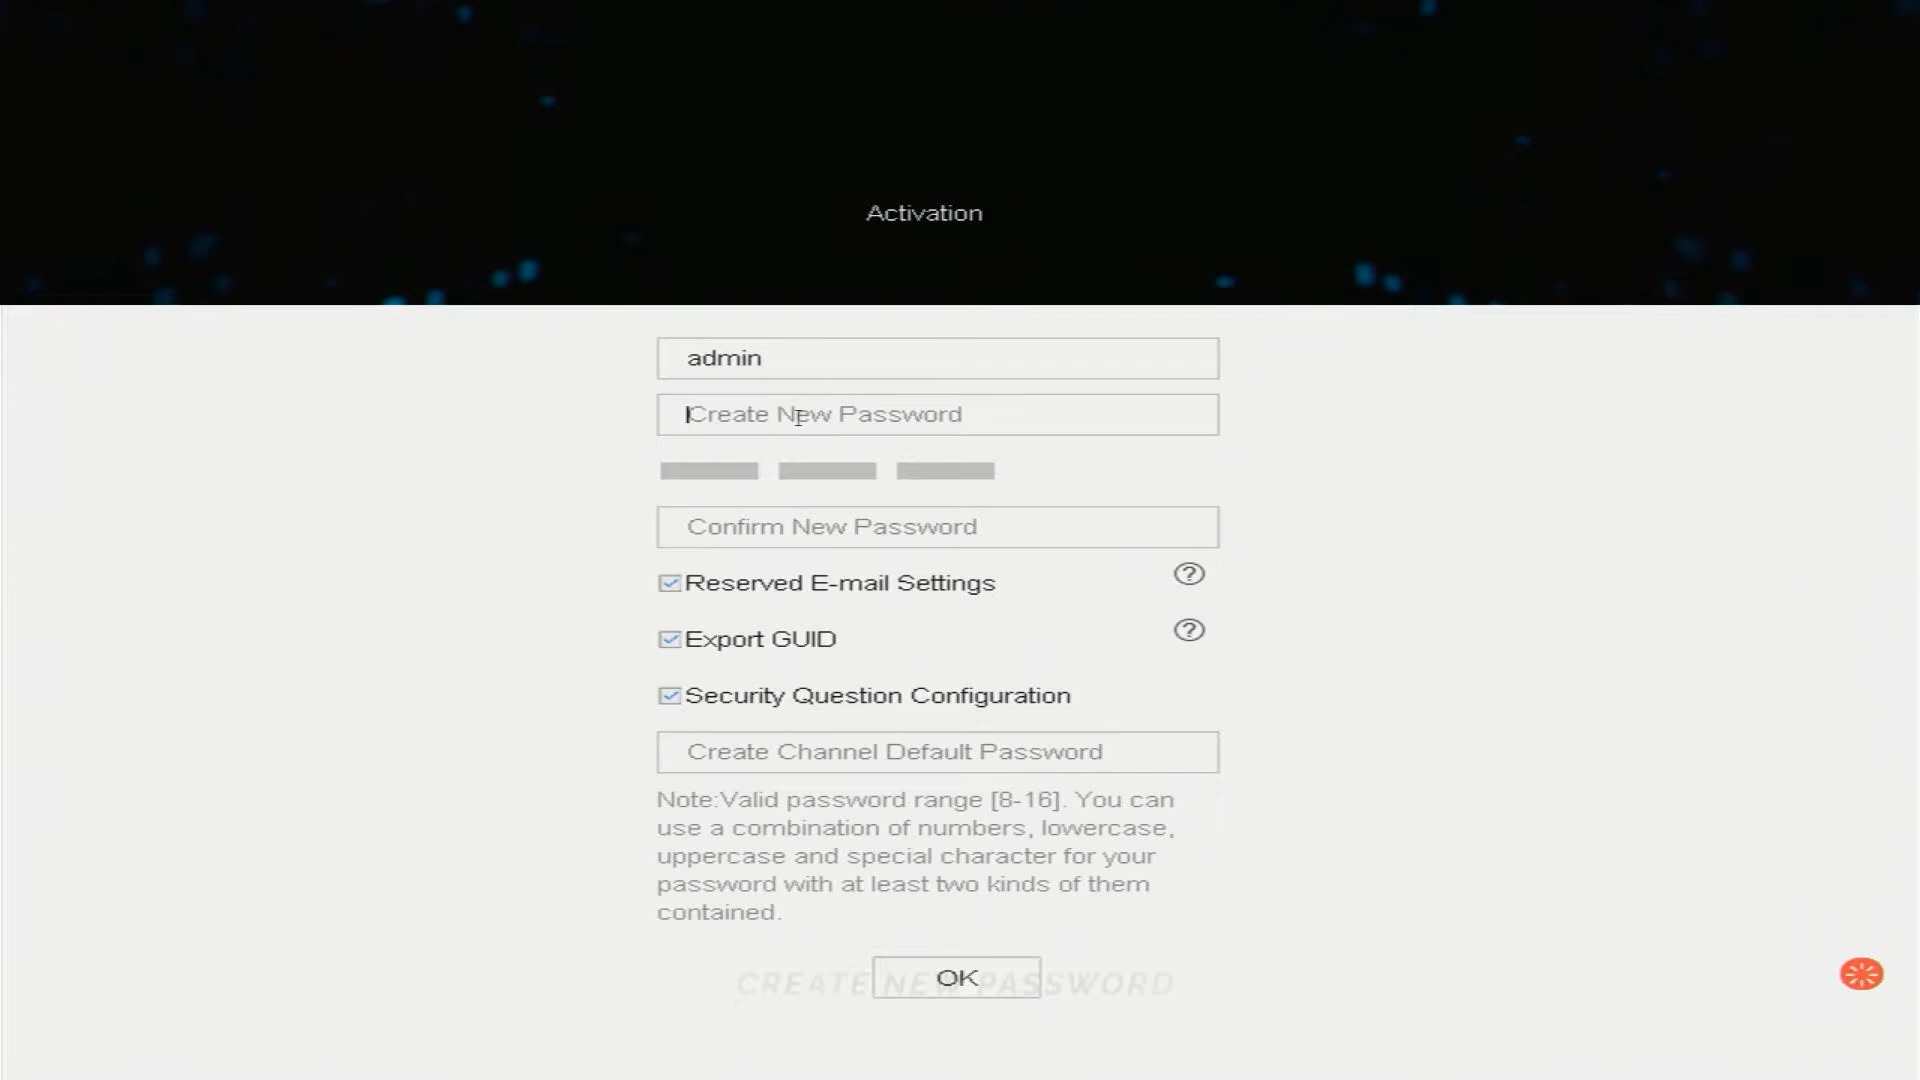 Activation
admin
Create New Password
Confirm New Password
Reserved E-mail Settings
?
Export GUID
?
Security Question Configuration
Create Channel Default Password
Note:Valid password range [8-16]. You can
use a combination of numbers, lowercase,
uppercase and special character for your
password with at least two kinds of them
contained.
OK
CREATE NEW PASSWORD